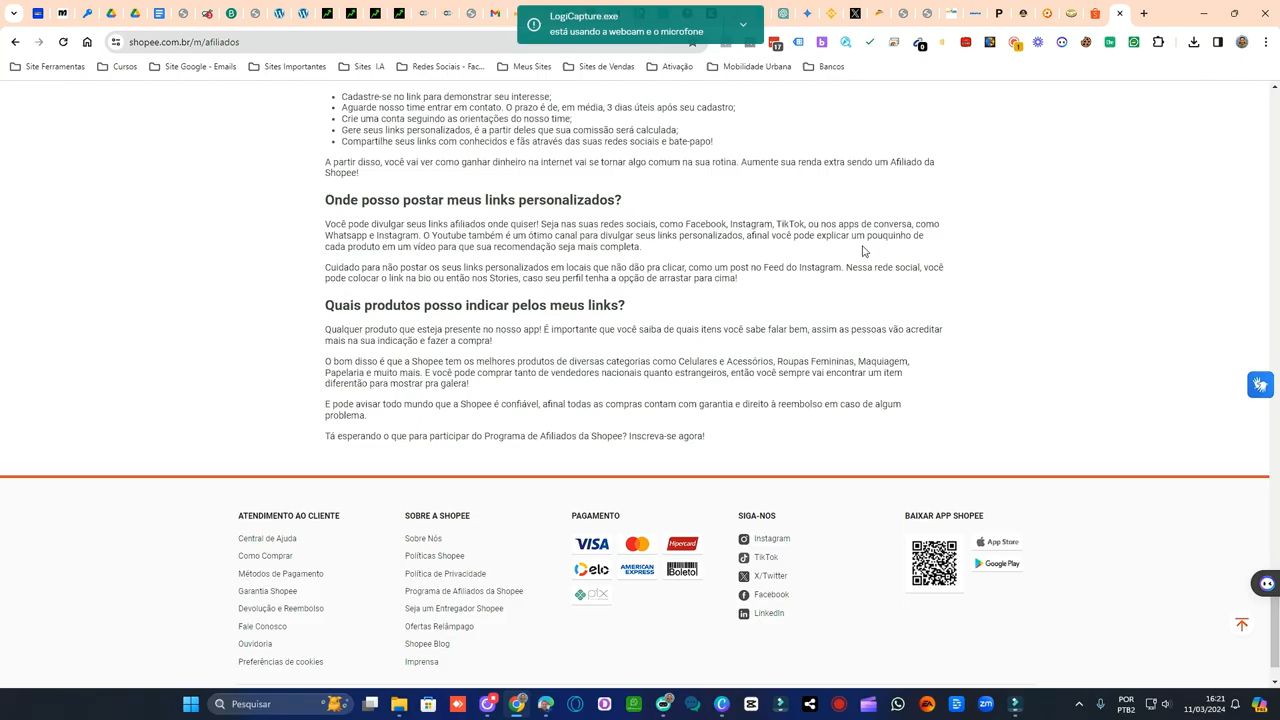 LogiCapture.exe
está usando a webcam e o microfone
shopee.com.br/m/afiliados
17
0
1
Site Ferramentas
Cursos
Site Google - Emails
Sites Importantes
Sites I.A
Redes Sociais - Fac...
Meus Sites
Sites de Vendas
Ativação
Mobilidade Urbana
Bancos
Cadastre-se no link para demonstrar seu interesse;
Aguarde nosso time entrar em contato. O prazo é de, em média, 3 dias úteis após seu cadastro;
Crie uma conta seguindo as orientações do nosso time;
Gere seus links personalizados, é a partir deles que sua comissão será calculada;
Compartilhe seus links com conhecidos e fãs através das suas redes sociais e bate-papo!
A partir disso, você vai ver como ganhar dinheiro na internet vai se tornar algo comum na sua rotina. Aumente sua renda extra sendo um Afiliado da
Shopee!
Onde posso postar meus links personalizados?
Você pode divulgar seus links afiliados onde quiser! Seja nas suas redes sociais, como Facebook, Instagram, TikTok, ou nos apps de conversa, como
Whatsapp e Instagram. O Youtube também é um ótimo canal para divulgar seus links personalizados, afinal você pode explicar um pouquinho de
cada produto em um vídeo para que sua recomendação seja mais completa.
Cuidado para não postar os seus links personalizados em locais que não dão pra clicar, como um post no Feed do Instagram. Nessa rede social, você
pode colocar o link na bio ou então nos Stories, caso seu perfil tenha a opção de arrastar para cima!
Quais produtos posso indicar pelos meus links?
Qualquer produto que esteja presente no nosso app! É importante que você saiba de quais itens você sabe falar bem, assim as pessoas vão acreditar
mais na sua indicação e fazer a compra!
O bom disso é que a Shopee tem os melhores produtos de diversas categorias como Celulares e Acessórios, Roupas Femininas, Maquiagem,
Papelaria e muito mais. E você pode comprar tanto de vendedores nacionais quanto estrangeiros, então você sempre vai encontrar um item
diferentão para mostrar pra galera!
E pode avisar todo mundo que a Shopee é confiável, afinal todas as compras contam com garantia e direito à reembolso em caso de algum
problema.
Tá esperando o que para participar do Programa de Afiliados da Shopee? Inscreva-se agora!
ATENDIMENTO AO CLIENTE
Central de Ajuda
Como Comprar
Métodos de Pagamento
Garantia Shopee
Devolução e Reembolso
Fale Conosco
Ouvidoria
Preferências de cookies
SOBRE A SHOPEE
Sobre Nós
Políticas Shopee
Política de Privacidade
Programa de Afiliados da Shopee
Seja um Entregador Shopee
Ofertas Relâmpago
Shopee Blog
Imprensa
PAGAMENTO
VISA
Hipercard
elo
AMERICAN
EXPRESS
Boleto
pix
SIGA-NOS
Instagram
TikTok
X/Twitter
Facebook
LinkedIn
BAIXAR APP SHOPEE
App Store
Google Play
Pesquisar
EA
zm
POR
PTB2
16:21
11/03/2024